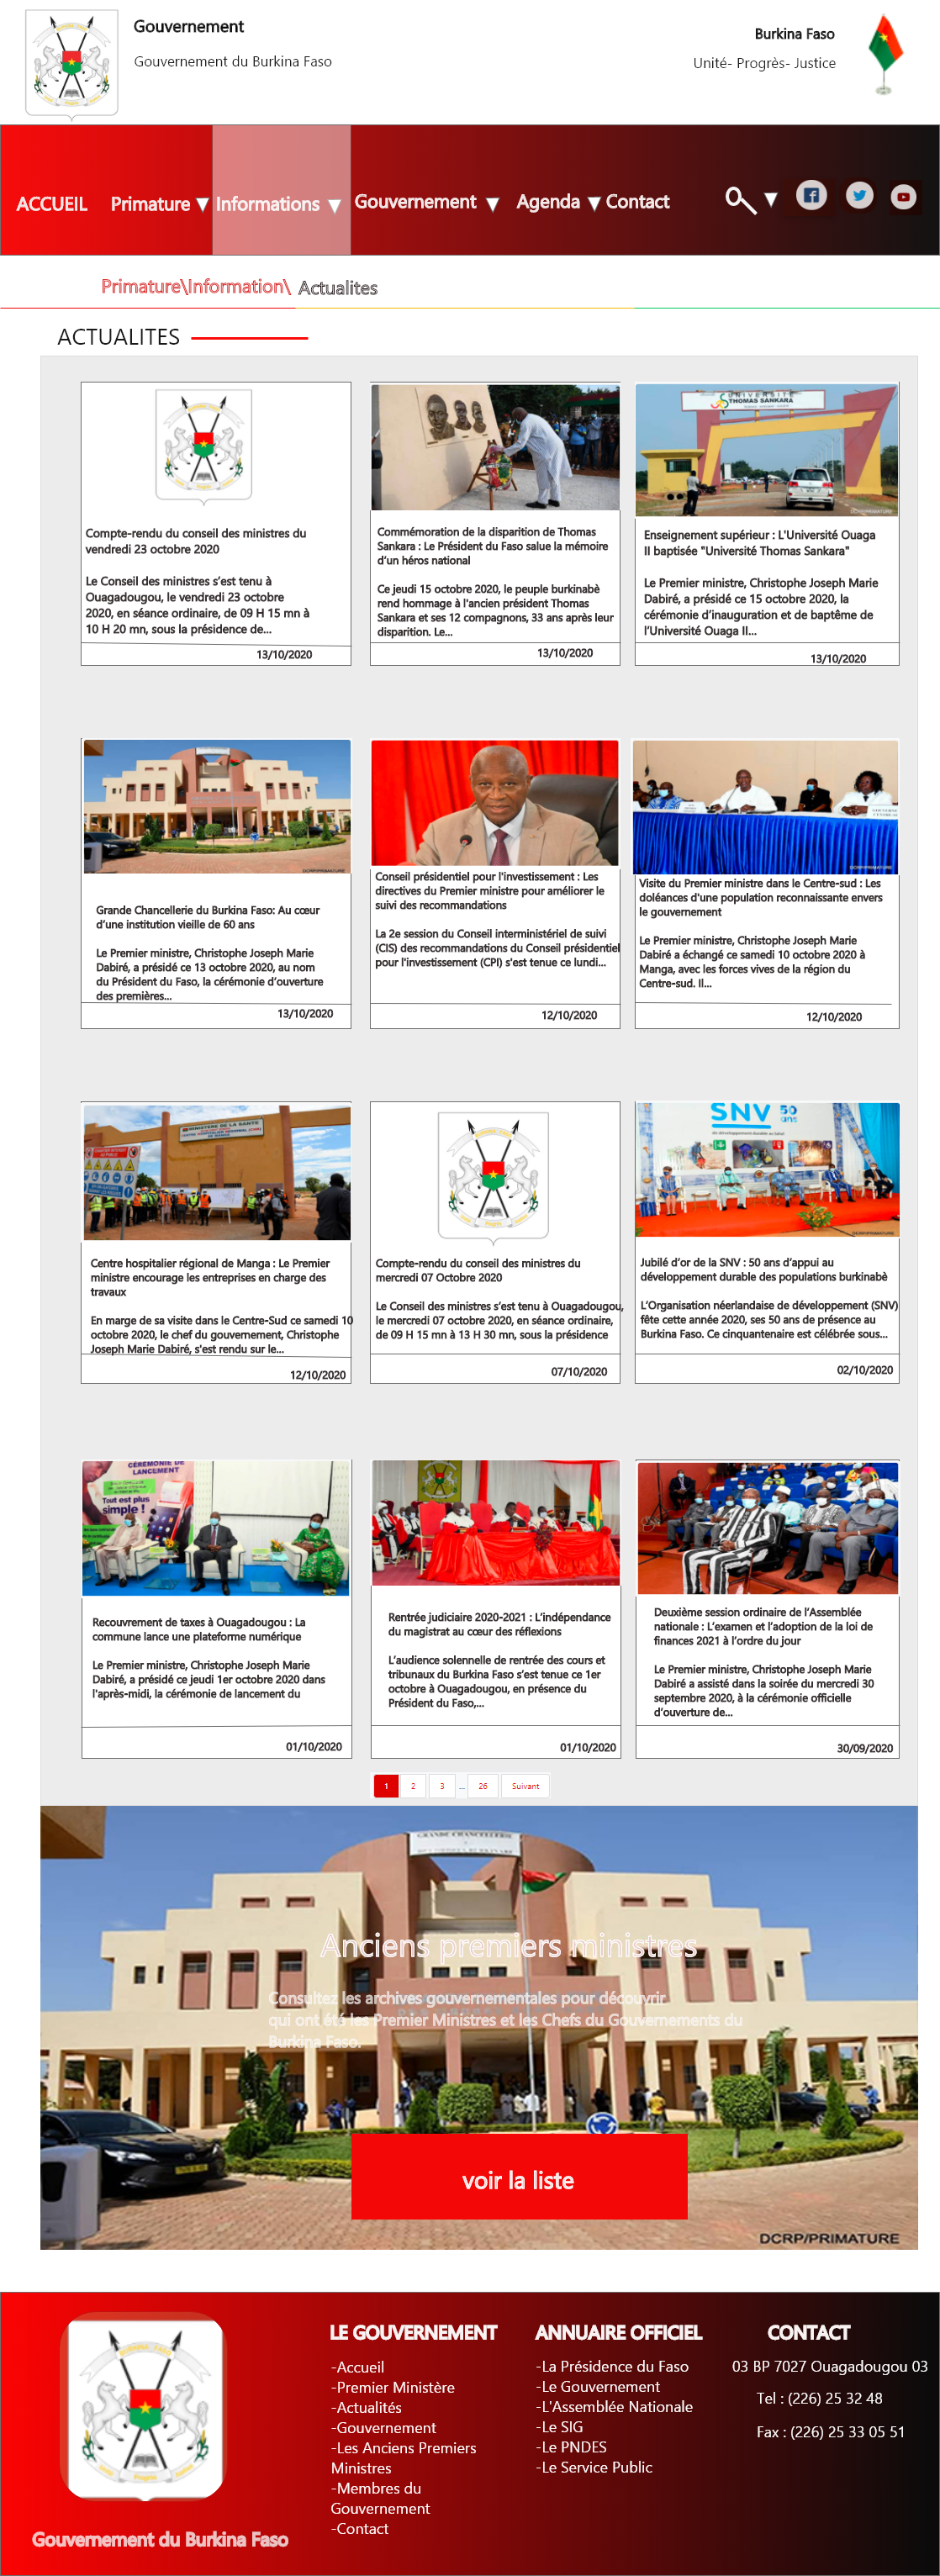 Gouvernement
Gouvernement du Burkina Faso
Burkina Faso
Unité- Progrès- Justice
ACCUEIL Primature Informations Gouvernement Agenda Contact
Primature\Information\ Actualites
ACTUALITES
Compte-rendu du conseil des ministres du
vendredi 23 octobre 2020
Le Conseil des ministres s’est tenu à
Ouagadougou, le vendredi 23 octobre
2020, en séance ordinaire, de 09 H 15 mn à
10 H 20 mn, sous la présidence de...
13/10/2020
Commémoration de la disparition de Thomas
Sankara : Le Président du Faso salue la mémoire
d’un héros national
Ce jeudi 15 octobre 2020, le peuple burkinabè
rend hommage à l’ancien président Thomas
Sankara et ses 12 compagnons, 33 ans après leur
disparition. Le...
13/10/2020
UNIVERSITÉ
THOMAS SANKARA
DCRP/PRIMATURE
Enseignement supérieur : L'Université Ouaga
II baptisée "Université Thomas Sankara"
Le Premier ministre, Christophe Joseph Marie
Dabiré, a présidé ce 15 octobre 2020, la
cérémonie d’inauguration et de baptême de
l’Université Ouaga II...
13/10/2020
DCRP/PRIMATURE
Grande Chancellerie du Burkina Faso: Au cœur
d’une institution vieille de 60 ans
Le Premier ministre, Christophe Joseph Marie
Dabiré, a présidé ce 13 octobre 2020, au nom
du Président du Faso, la cérémonie d’ouverture
des premières...
13/10/2020
Conseil présidentiel pour l'investissement : Les
directives du Premier ministre pour améliorer le
suivi des recommandations
La 2e session du Conseil interministériel de suivi
(CIS) des recommandations du Conseil présidentiel
pour l'investissement (CPI) s'est tenue ce lundi...
12/10/2020
DCRP/PRIMATURE
Visite du Premier ministre dans le Centre-sud : Les
doléances d'une population reconnaissante envers
le gouvernement
Le Premier ministre, Christophe Joseph Marie
Dabiré a échangé ce samedi 10 octobre 2020 à
Manga, avec les forces vives de la région du
Centre-sud. Il...
12/10/2020
MINISTERE DE LA SANTE
Centre hospitalier régional de Manga : Le Premier
ministre encourage les entreprises en charge des
travaux
En marge de sa visite dans le Centre-Sud ce samedi 10
octobre 2020, le chef du gouvernement, Christophe
Joseph Marie Dabiré, s'est rendu sur le...
12/10/2020
Compte-rendu du conseil des ministres du
mercredi 07 Octobre 2020
Le Conseil des ministres s’est tenu à Ouagadougou,
le mercredi 07 octobre 2020, en séance ordinaire,
de 09 H 15 mn à 13 H 30 mn, sous la présidence
07/10/2020
SNV 50
ans
DCRP/PRIMATURE
Jubilé d’or de la SNV : 50 ans d’appui au
développement durable des populations burkinabè
L’Organisation néerlandaise de développement (SNV)
fête cette année 2020, ses 50 ans de présence au
Burkina Faso. Ce cinquantenaire est célébrée sous...
02/10/2020
CÉRÉMONIE DE
LANCEMENT
Tout est plus
simple !
Recouvrement de taxes à Ouagadougou : La
commune lance une plateforme numérique
Le Premier ministre, Christophe Joseph Marie
Dabiré, a présidé ce jeudi 1er octobre 2020 dans
l'après-midi, la cérémonie de lancement du
01/10/2020
Rentrée judiciaire 2020-2021 : L’indépendance
du magistrat au cœur des réflexions
L’audience solennelle de rentrée des cours et
tribunaux du Burkina Faso s’est tenue ce 1er
octobre à Ouagadougou, en présence du
Président du Faso,...
01/10/2020
Deuxième session ordinaire de l’Assemblée
nationale : L’examen et l’adoption de la loi de
finances 2021 à l’ordre du jour
Le Premier ministre, Christophe Joseph Marie
Dabiré a assisté dans la soirée du mercredi 30
septembre 2020, à la cérémonie officielle
d’ouverture de...
30/09/2020
1 2 3 ... 26 Suivant
GRANDE CHANCELLERIE
Anciens premiers ministres
Consultez les archives gouvernementales pour découvrir
qui ont été les Premier Ministres et les Chefs du Gouvernements du
Burkina Faso.
voir la liste
DCRP/PRIMATURE
Gouvernement du Burkina Faso
LE GOUVERNEMENT
-Accueil
-Premier Ministère
-Actualités
-Gouvernement
-Les Anciens Premiers
Ministres
-Membres du
Gouvernement
-Contact
ANNUAIRE OFFICIEL
-La Présidence du Faso
-Le Gouvernement
-L'Assemblée Nationale
-Le SIG
-Le PNDES
-Le Service Public
CONTACT
03 BP 7027 Ouagadougou 03
Tel : (226) 25 32 48
Fax : (226) 25 33 05 51